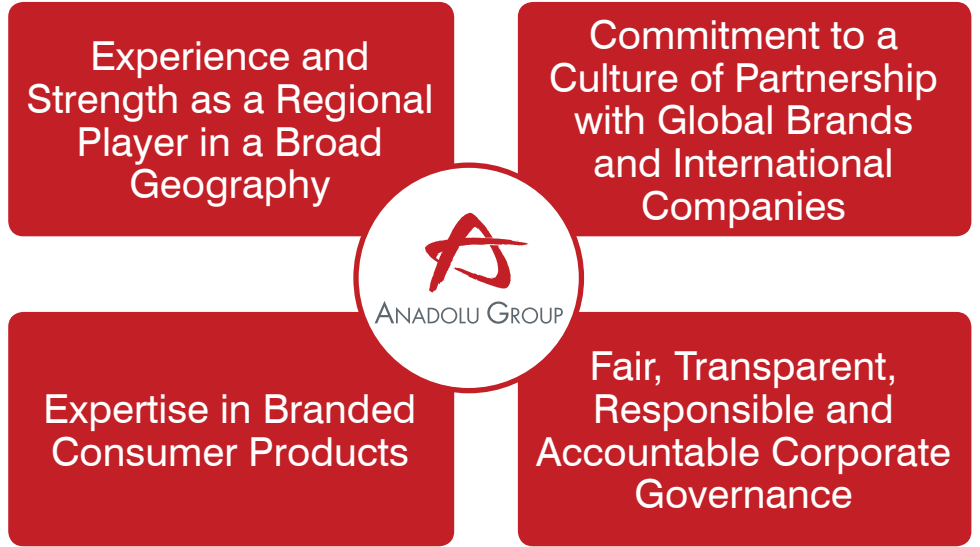 Experience and
Strength as a Regional
Player in a Broad
Geography
Commitment to a
Culture of Partnership
with Global Brands
and International
Companies
ANADOLU GROUP
Expertise in Branded
Consumer Products
Fair, Transparent,
Responsible and
Accountable Corporate
Governance